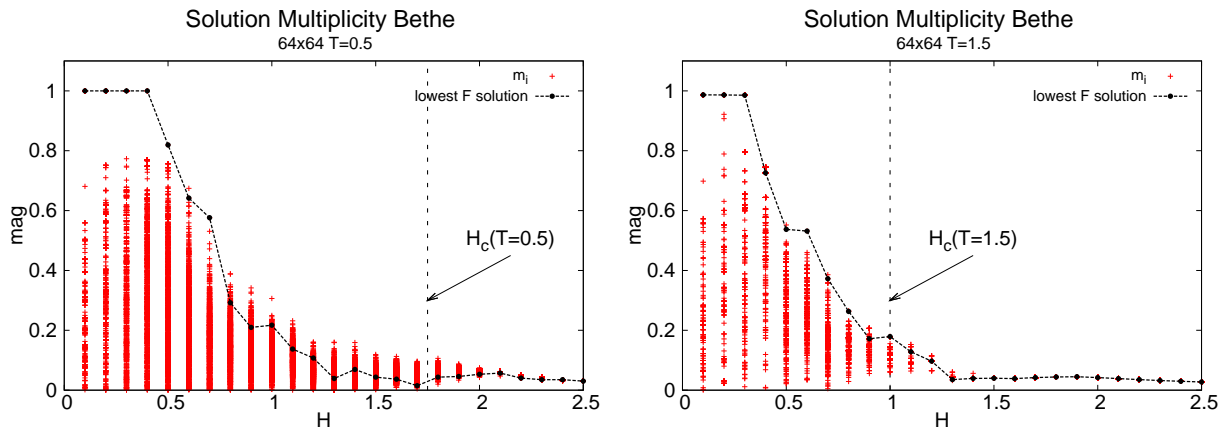 Solution Multiplicity Bethe
64x64 T=0.5
m_i
lowest F solution
H_c(T=0.5)
mag
1
0.8
0.6
0.4
0.2
0
0
0.5
1
1.5
2
2.5
H
Solution Multiplicity Bethe
64x64 T=1.5
m_i
lowest F solution
H_c(T=1.5)
mag
1
0.8
0.6
0.4
0.2
0
0
0.5
1
1.5
2
2.5
H